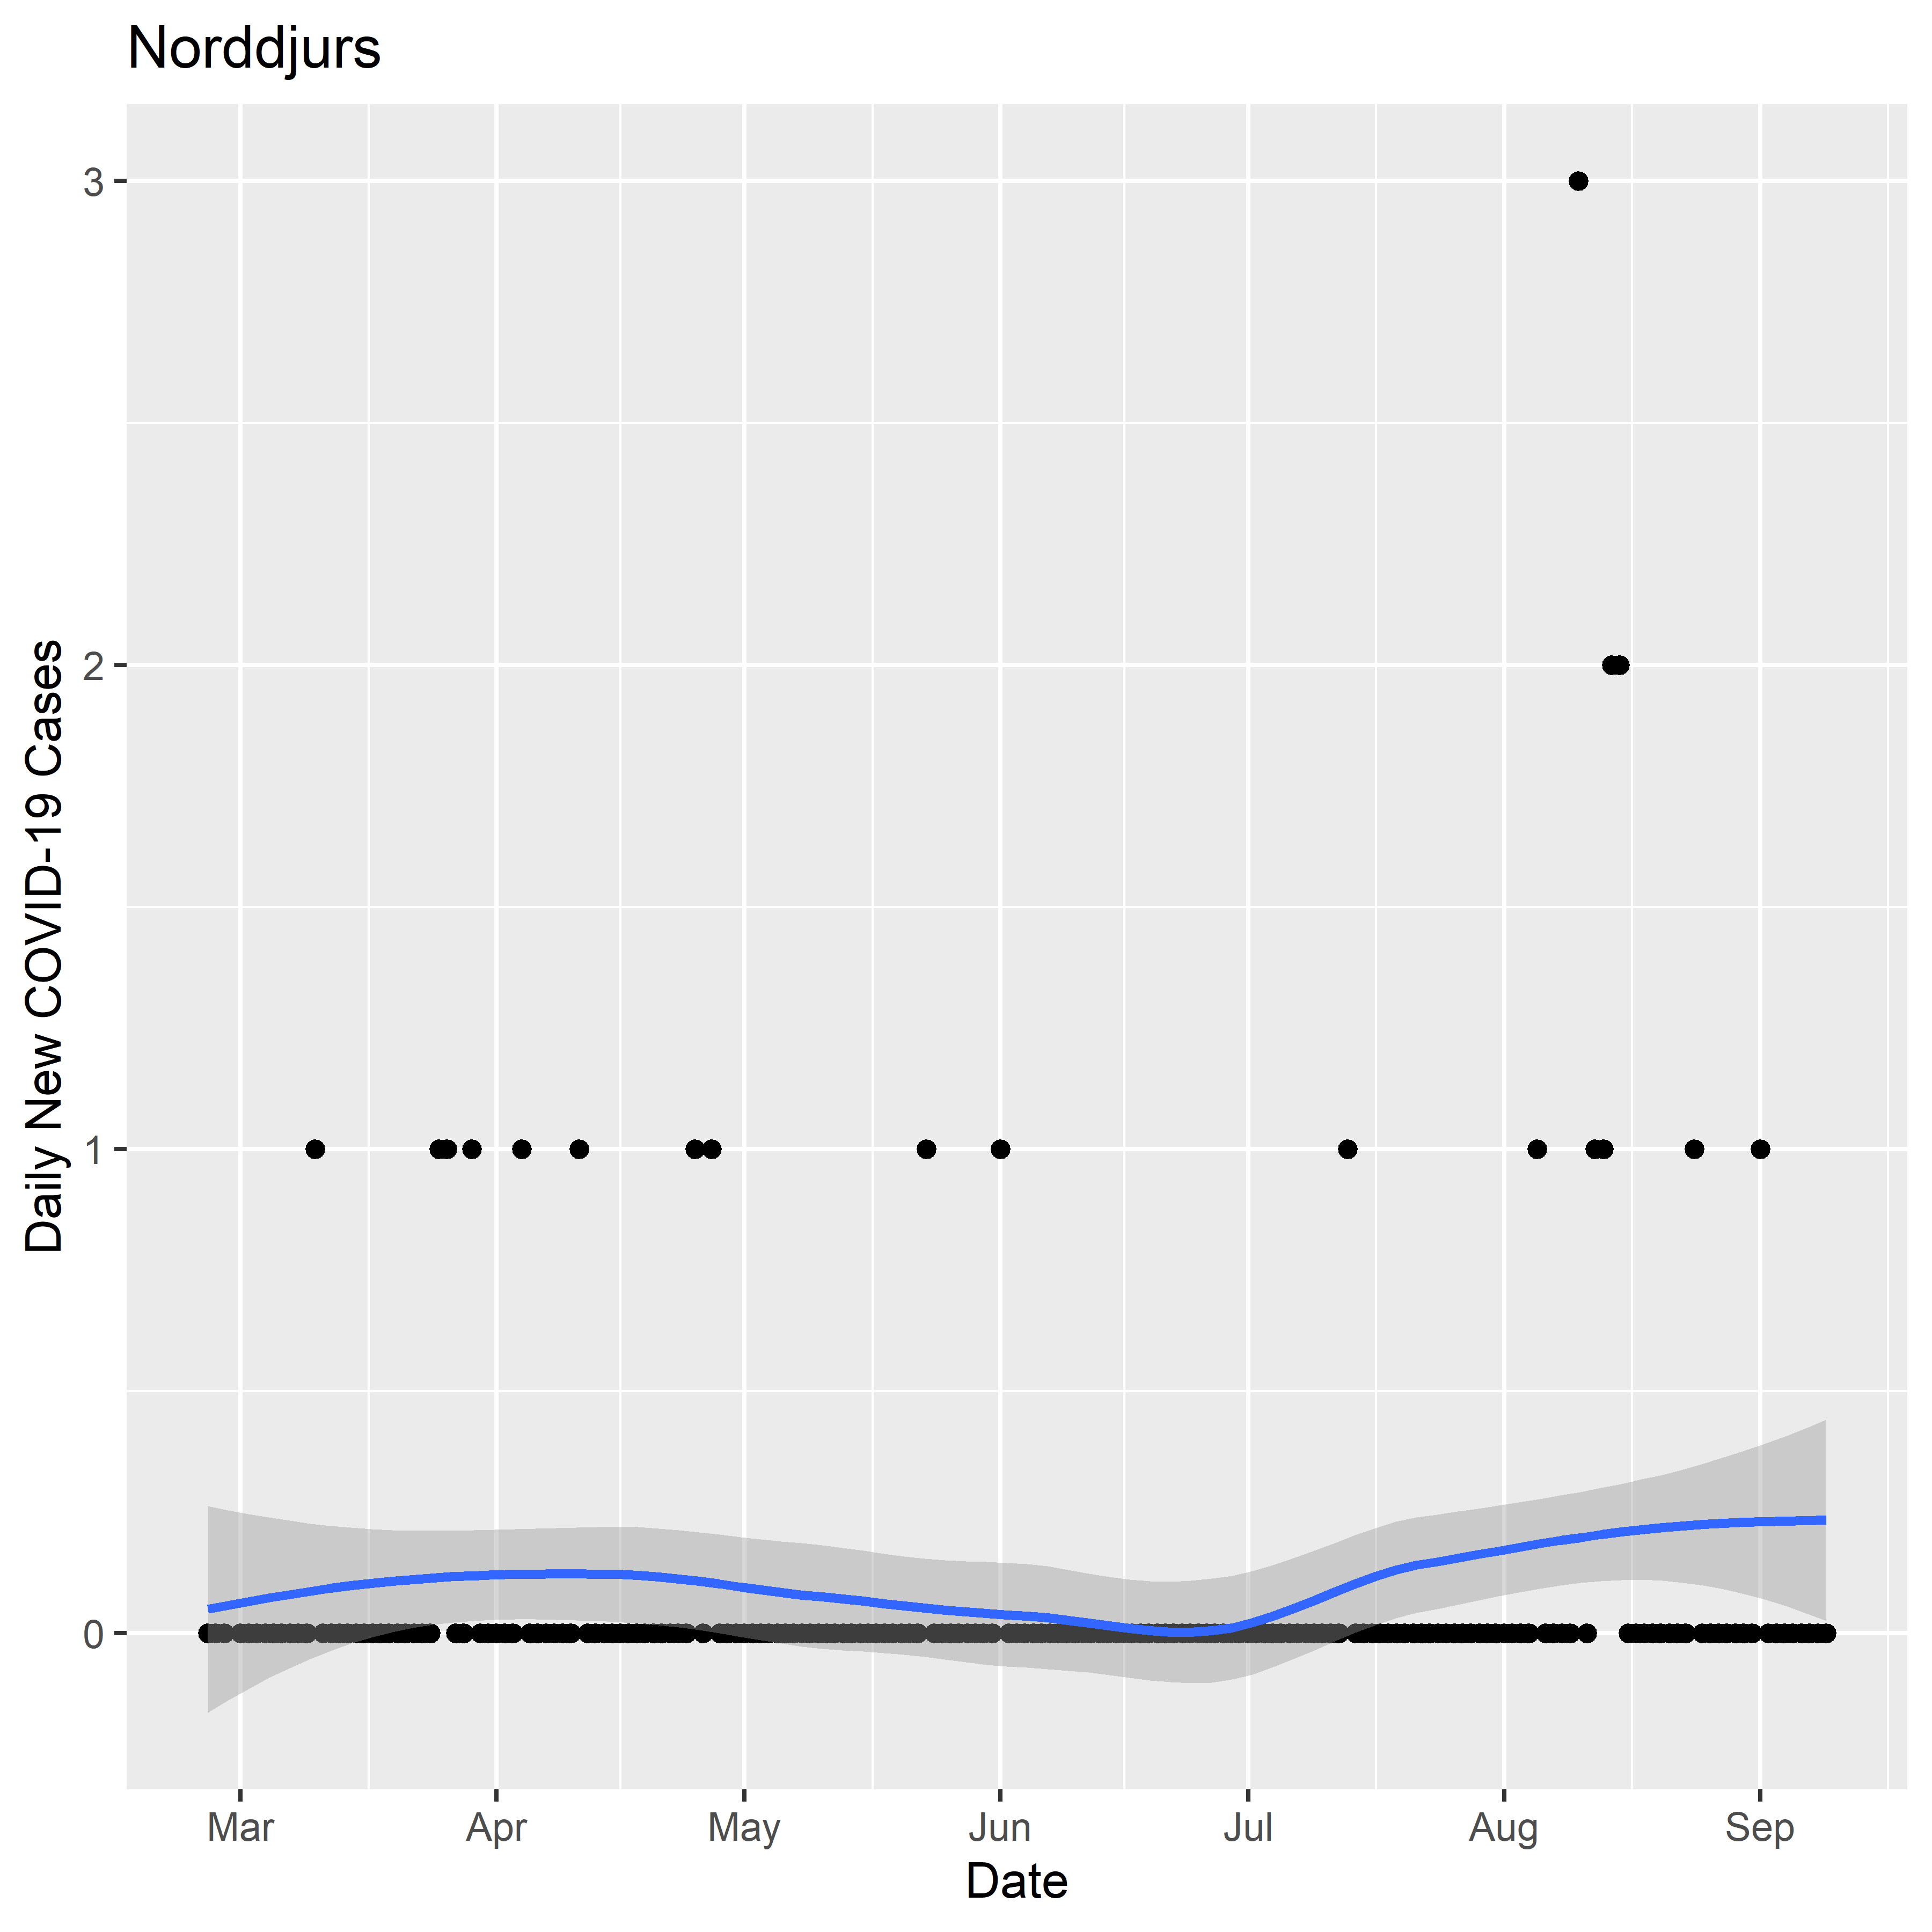 Norddjurs
3
2
1
0
Daily New COVID-19 Cases
Mar Apr May Jun Jul Aug Sep
Date